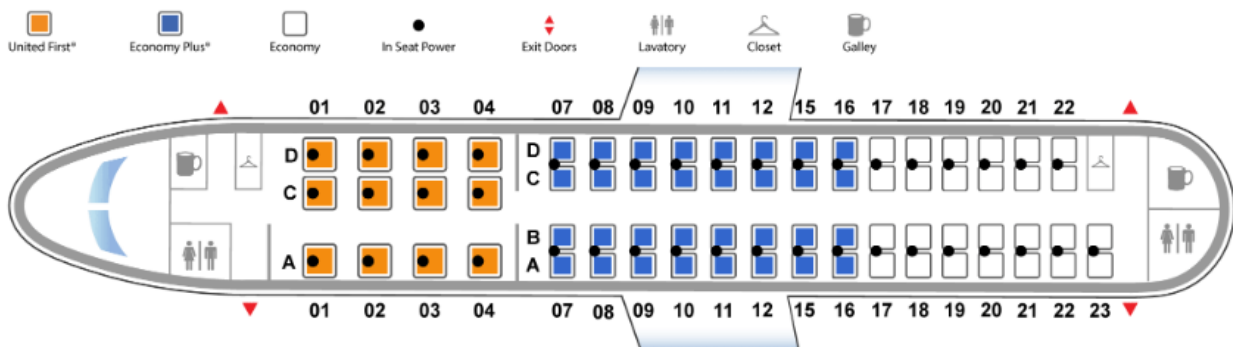 United First® Economy Plus® Economy In Seat Power Exit Doors Lavatory Closet Galley
01 02 03 04 07 08 09 10 11 12 15 16 17 18 19 20 21 22
D D
C C
B
A A
01 02 03 04 07 08 09 10 11 12 15 16 17 18 19 20 21 22 23